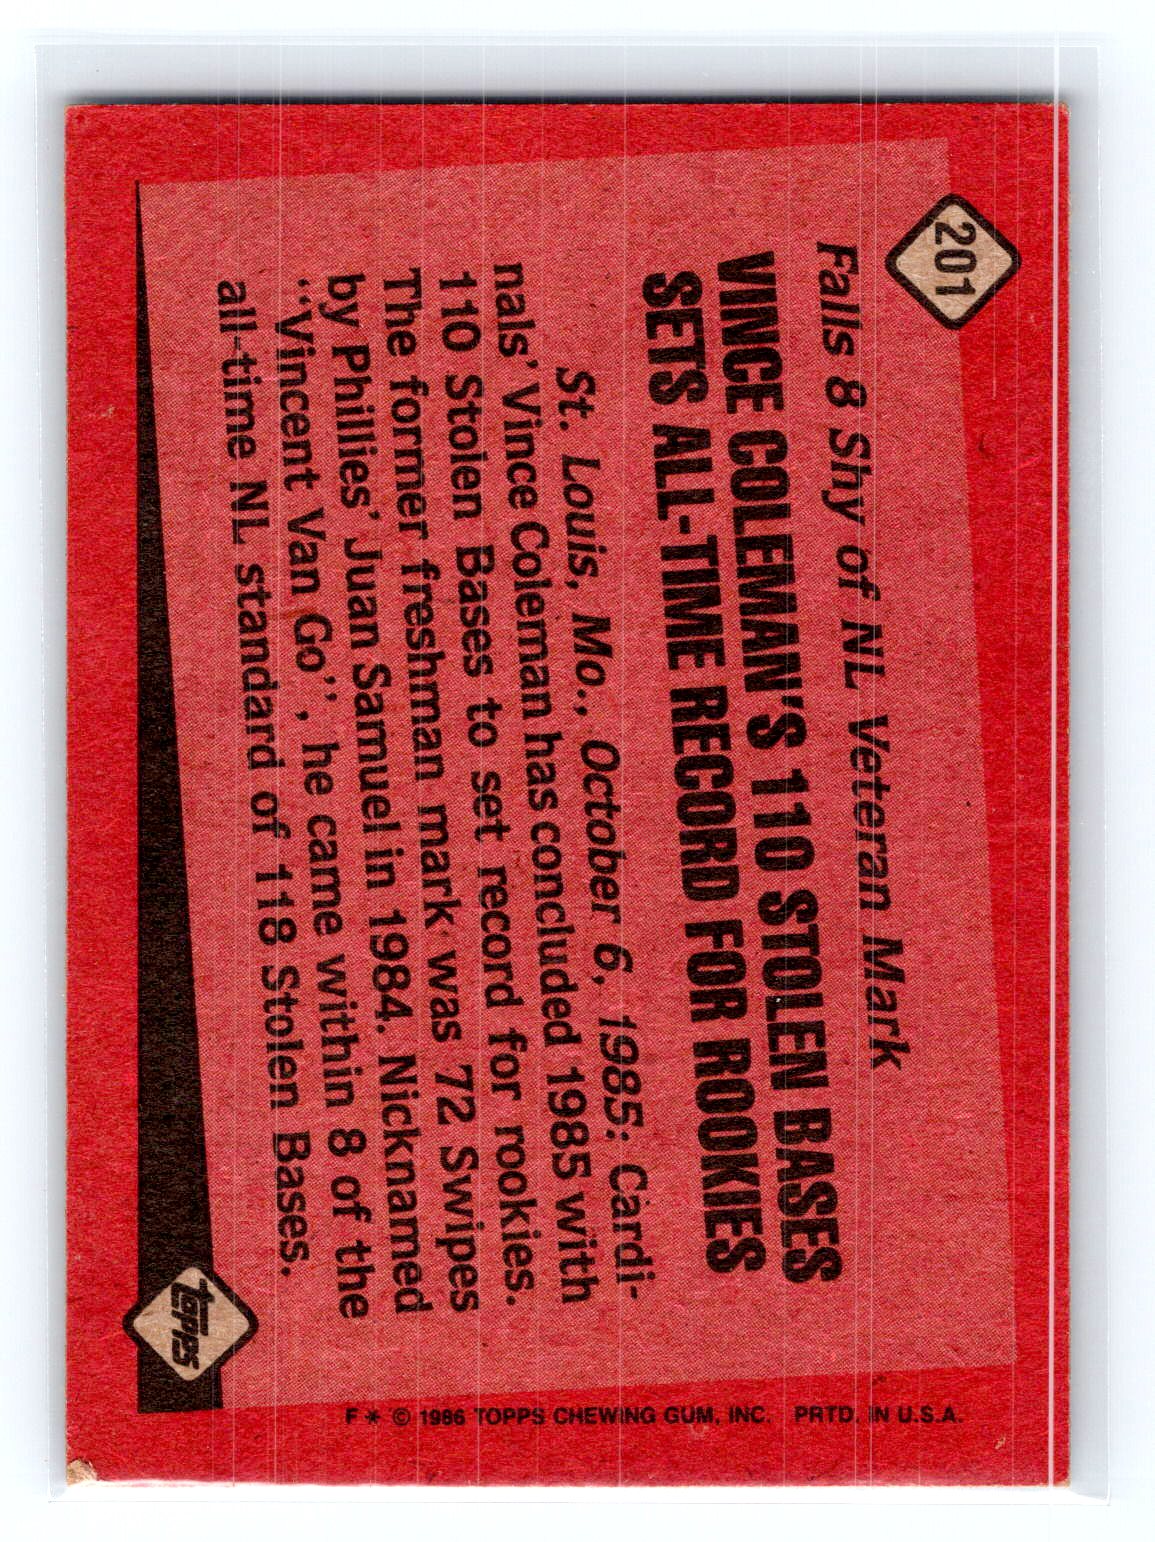 201
Falls 8 Shy of NL Veteran Mark
VINCE COLEMAN'S 110 STOLEN BASES
SETS ALL-TIME RECORD FOR ROOKIES
St. Louis, Mo., October 6, 1985: Cardi-
nals' Vince Coleman has concluded 1985 with
110 Stolen Bases to set record for rookies.
The former freshman mark was 72 Swipes
by Phillies' Juan Samuel in 1984. Nicknamed
"Vincent Van Go", he came within 8 of the
all-time NL standard of 118 Stolen Bases.
topps
F * © 1986 TOPPS CHEWING GUM, INC. PRTD. IN U.S.A.